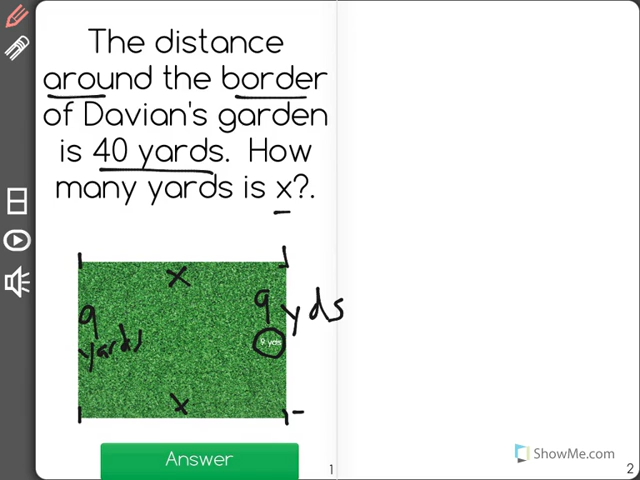 The distance
around the border
of Davian's garden
is 40 yards. How
many yards is x?.
x
9
yards
9 yds
9 yds
x
Answer
1
ShowMe.com
2